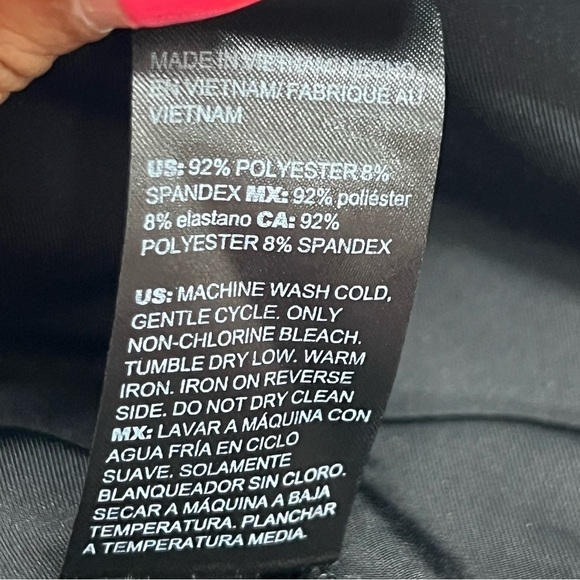 MADE IN VIETNAM/HECHO
EN VIETNAM/FABRIQUE AU
VIETNAM
US: 92% POLYESTER 8%
SPANDEX MX: 92% poliéster
8% elastano CA: 92%
POLYESTER 8% SPANDEX
US: MACHINE WASH COLD,
GENTLE CYCLE. ONLY
NON-CHLORINE BLEACH.
TUMBLE DRY LOW. WARM
IRON. IRON ON REVERSE
SIDE. DO NOT DRY CLEAN
MX: LAVAR A MÁQUINA CON
AGUA FRÍA EN CICLO
SUAVE. SOLAMENTE
BLANQUEADOR SIN CLORO.
SECAR A MÁQUINA A BAJA
TEMPERATURA. PLANCHAR
A TEMPERATURA MEDIA.